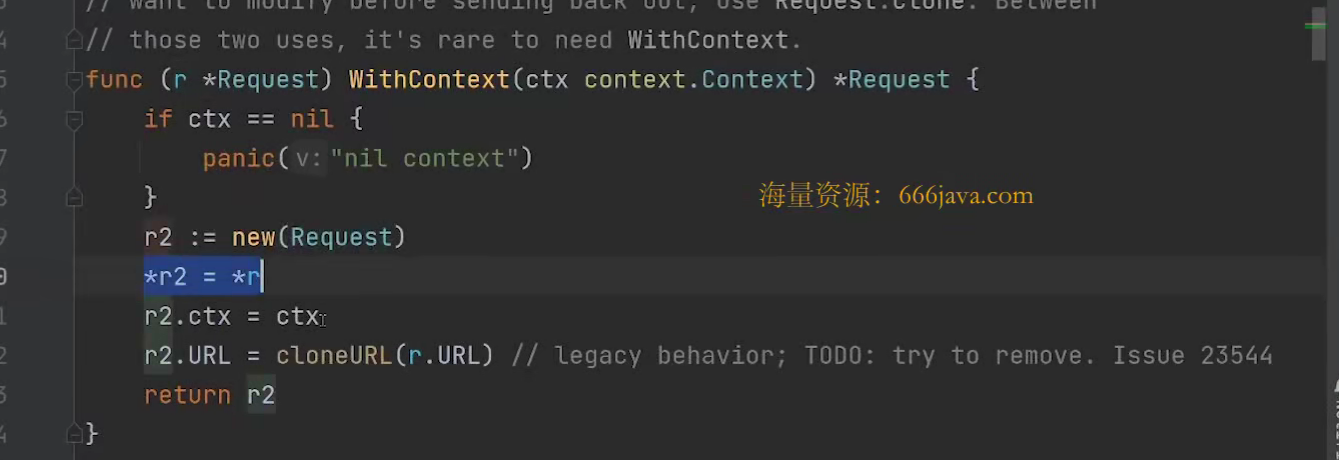 // want to modify before sending back out, use Request.Clone. Between
// those two uses, it's rare to need WithContext.
func (r *Request) WithContext(ctx context.Context) *Request {
if ctx == nil {
panic( v: "nil context")
}
海量资源：666java.com
r2 := new(Request)
*r2 = *r
r2.ctx = ctx
r2.URL = cloneURL(r.URL) // legacy behavior; TODO: try to remove. Issue 23544
return r2
}